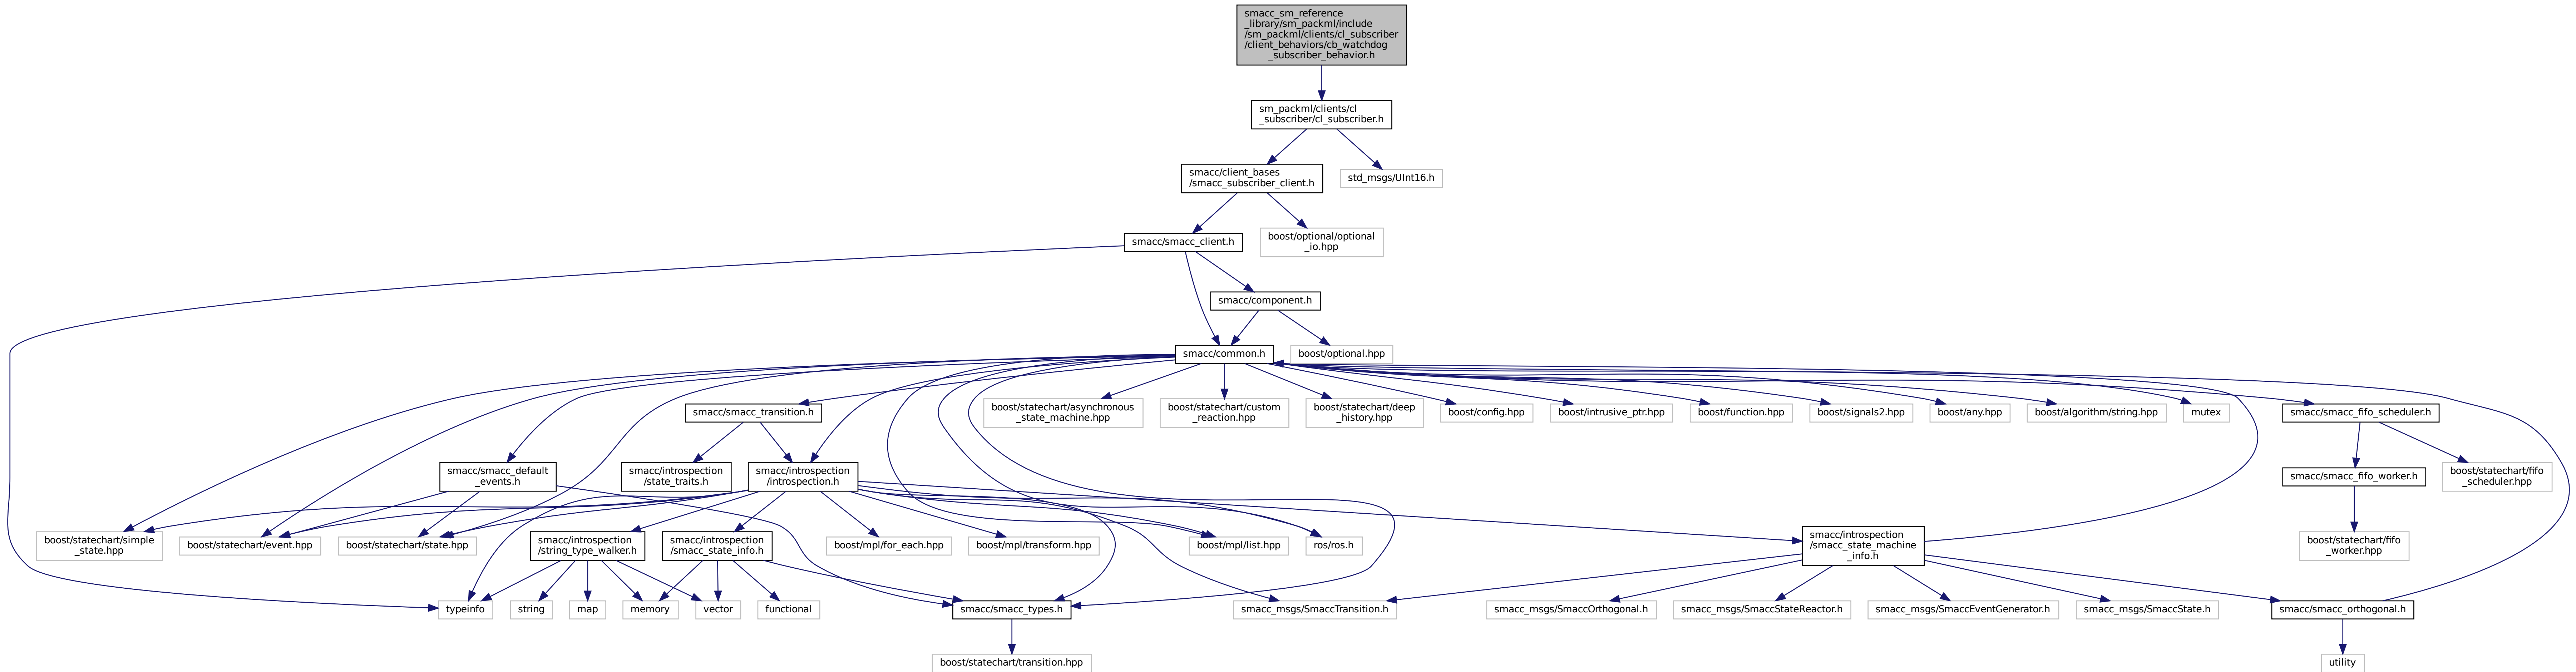 smacc_sm_reference
_library/sm_packml/include
/sm_packml/clients/cl_subscriber
/client_behaviors/cb_watchdog
_subscriber_behavior.h
sm_packml/clients/cl
_subscriber/cl_subscriber.h
smacc/client_bases
/smacc_subscriber_client.h
std_msgs/UInt16.h
smacc/smacc_client.h
boost/optional/optional
_io.hpp
smacc/component.h
smacc/common.h
boost/optional.hpp
smacc/smacc_transition.h
boost/statechart/asynchronous
_state_machine.hpp
boost/statechart/custom
_reaction.hpp
boost/statechart/deep
_history.hpp
boost/config.hpp
boost/intrusive_ptr.hpp
boost/function.hpp
boost/signals2.hpp
boost/any.hpp
boost/algorithm/string.hpp
mutex
smacc/smacc_fifo_scheduler.h
smacc/smacc_default
_events.h
smacc/introspection
/state_traits.h
smacc/introspection
/introspection.h
smacc/smacc_fifo_worker.h
boost/statechart/fifo
_scheduler.hpp
boost/statechart/simple
_state.hpp
boost/statechart/event.hpp
boost/statechart/state.hpp
smacc/introspection
/string_type_walker.h
smacc/introspection
/smacc_state_info.h
boost/mpl/for_each.hpp
boost/mpl/transform.hpp
boost/mpl/list.hpp
ros/ros.h
smacc/introspection
/smacc_state_machine
_info.h
boost/statechart/fifo
_worker.hpp
typeinfo
string
map
memory
vector
functional
smacc/smacc_types.h
smacc_msgs/SmaccTransition.h
smacc_msgs/SmaccOrthogonal.h
smacc_msgs/SmaccStateReactor.h
smacc_msgs/SmaccEventGenerator.h
smacc_msgs/SmaccState.h
smacc/smacc_orthogonal.h
boost/statechart/transition.hpp
utility